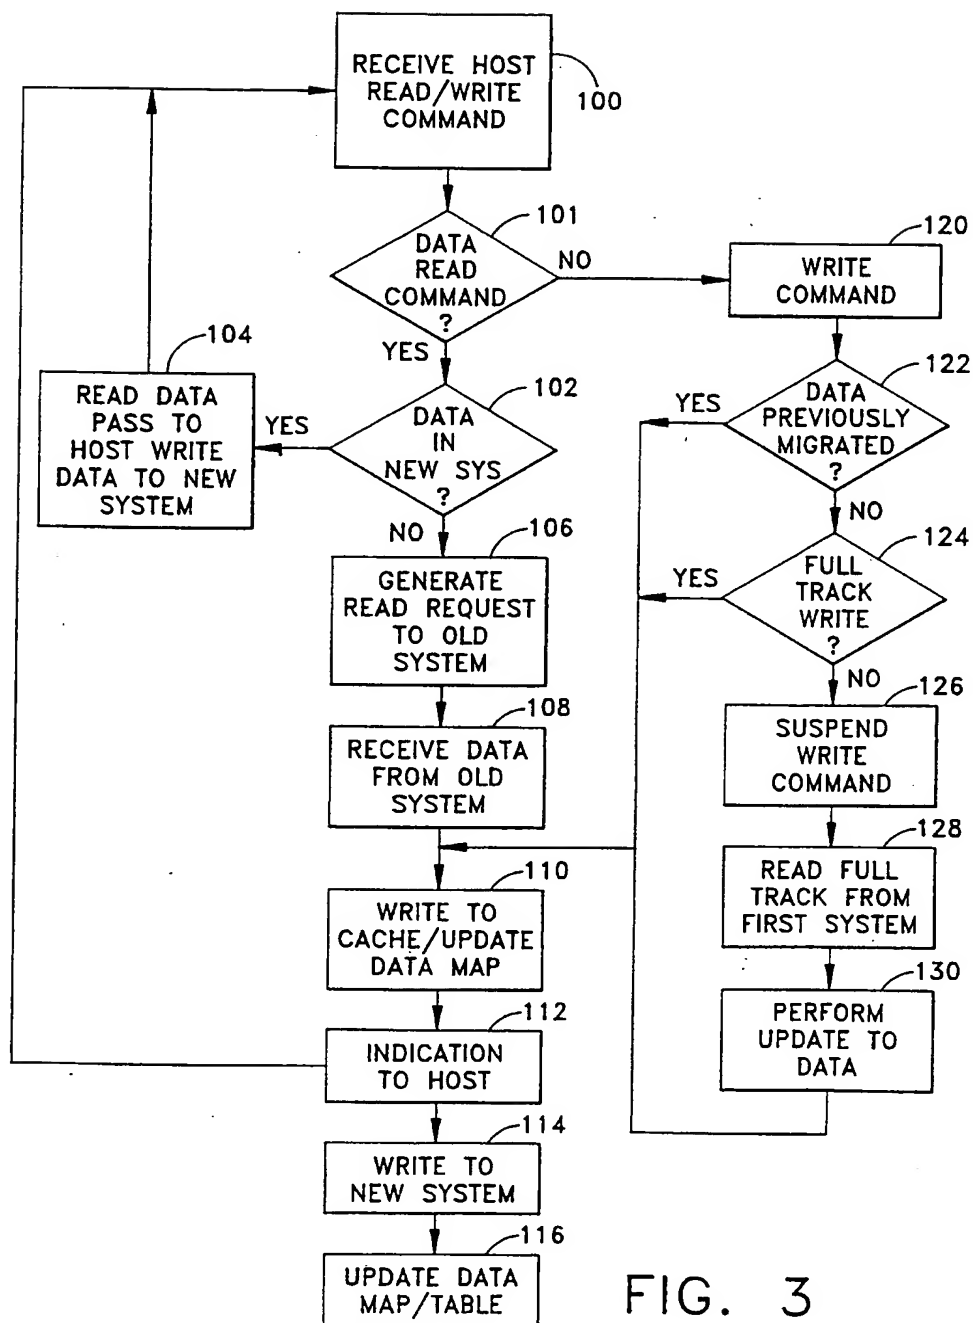 RECEIVE HOST
READ/WRITE
COMMAND
100
DATA
READ
COMMAND
?
101
NO
YES
WRITE
COMMAND
120
READ DATA
PASS TO
HOST WRITE
DATA TO NEW
SYSTEM
104
YES
DATA
IN
NEW SYS
?
102
NO
DATA
PREVIOUSLY
MIGRATED
?
122
YES
NO
GENERATE
READ REQUEST
TO OLD
SYSTEM
106
FULL
TRACK
WRITE
?
124
YES
NO
RECEIVE DATA
FROM OLD
SYSTEM
108
SUSPEND
WRITE
COMMAND
126
READ FULL
TRACK FROM
FIRST SYSTEM
128
WRITE TO
CACHE/UPDATE
DATA MAP
110
PERFORM
UPDATE TO
DATA
130
INDICATION
TO HOST
112
WRITE TO
NEW SYSTEM
114
UPDATE DATA
MAP/TABLE
116
FIG. 3